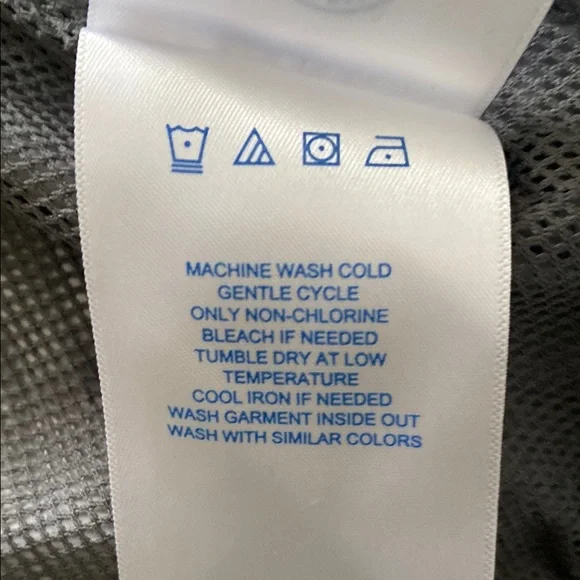 MACHINE WASH COLD
GENTLE CYCLE
ONLY NON-CHLORINE
BLEACH IF NEEDED
TUMBLE DRY AT LOW
TEMPERATURE
COOL IRON IF NEEDED
WASH GARMENT INSIDE OUT
WASH WITH SIMILAR COLORS